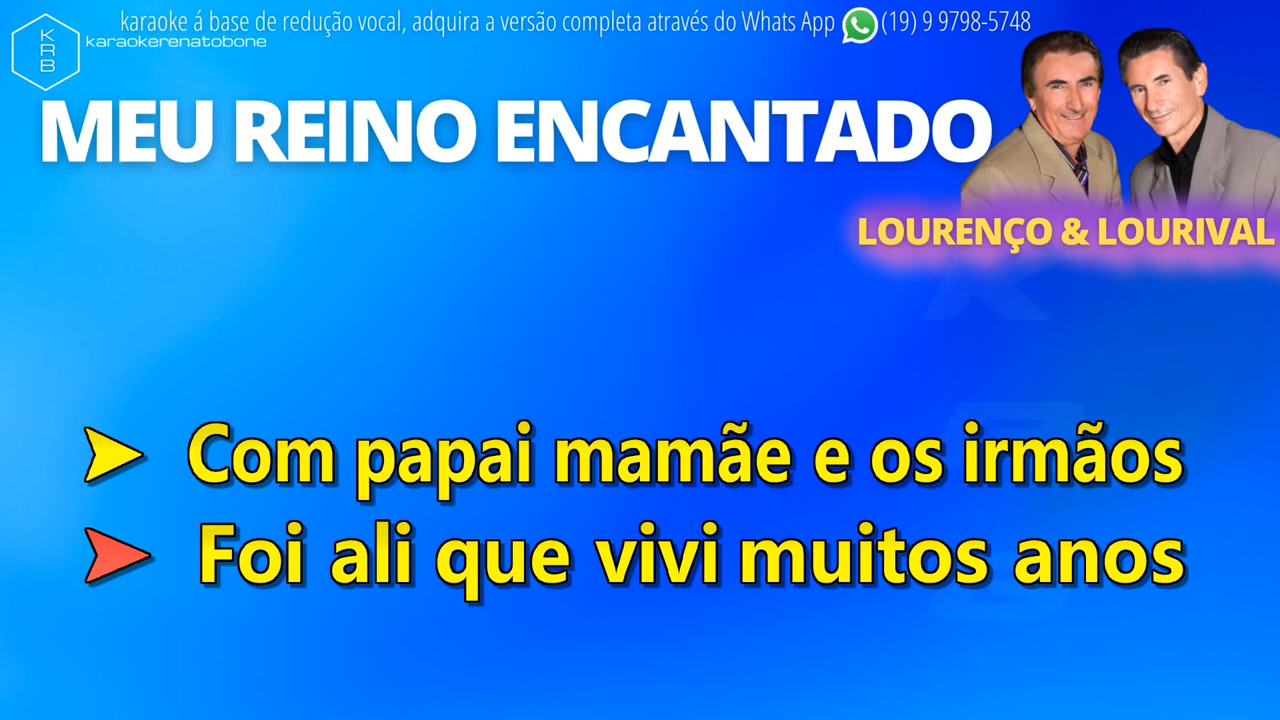 karaoke á base de redução vocal, adquira a versão completa através do Whats App (19) 9 9798-5748
KRB
karaokerenatobone
MEU REINO ENCANTADO
LOURENÇO & LOURIVAL
Com papai mamãe e os irmãos
Foi ali que vivi muitos anos